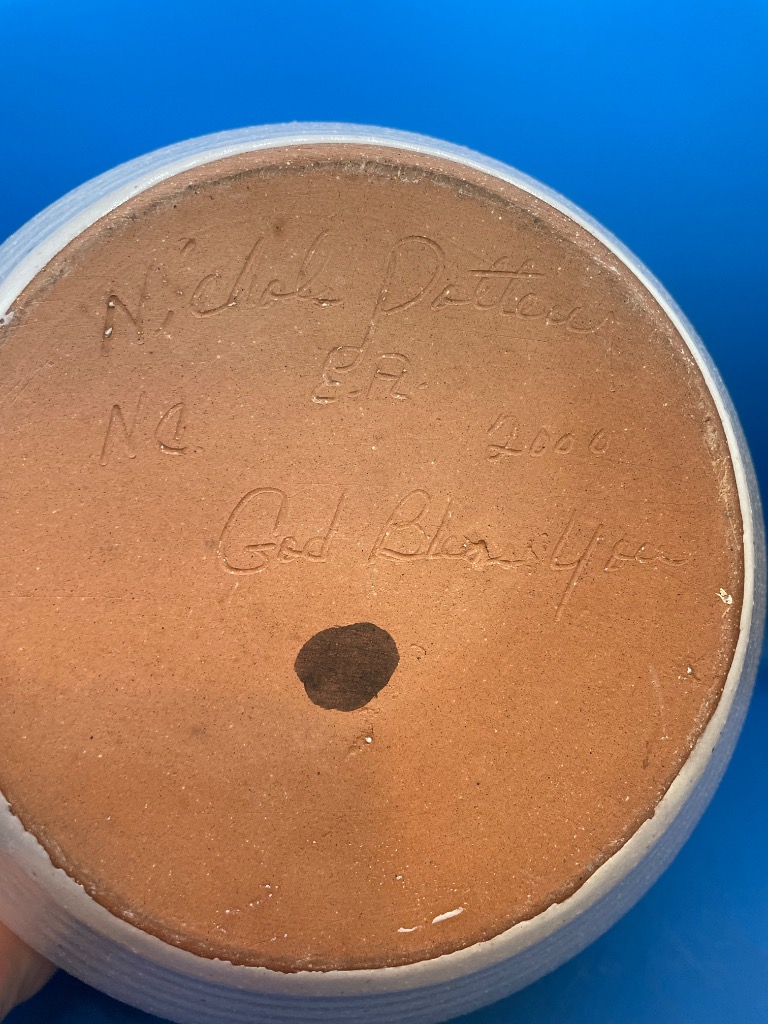 Nichols Pottery
E.R.
NC 2000
God Bless You